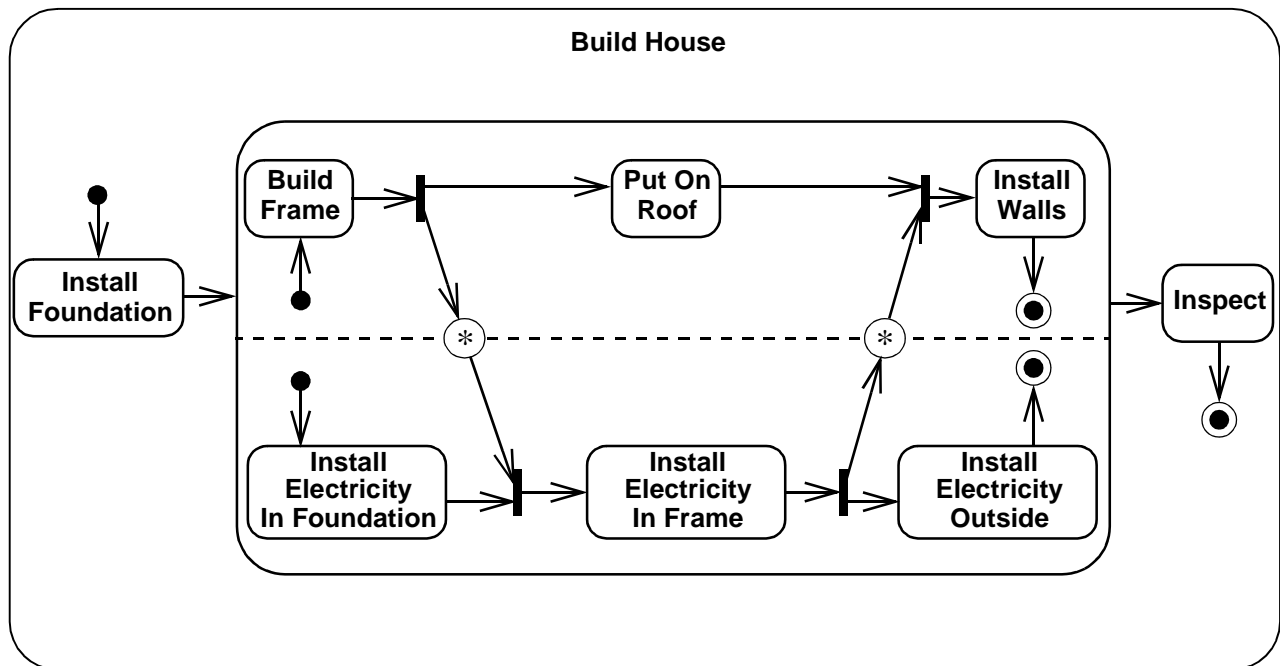 Build House
Build
Frame
Put On
Roof
Install
Walls
Install
Foundation
Inspect
*
*
Install
Electricity
In Foundation
Install
Electricity
In Frame
Install
Electricity
Outside